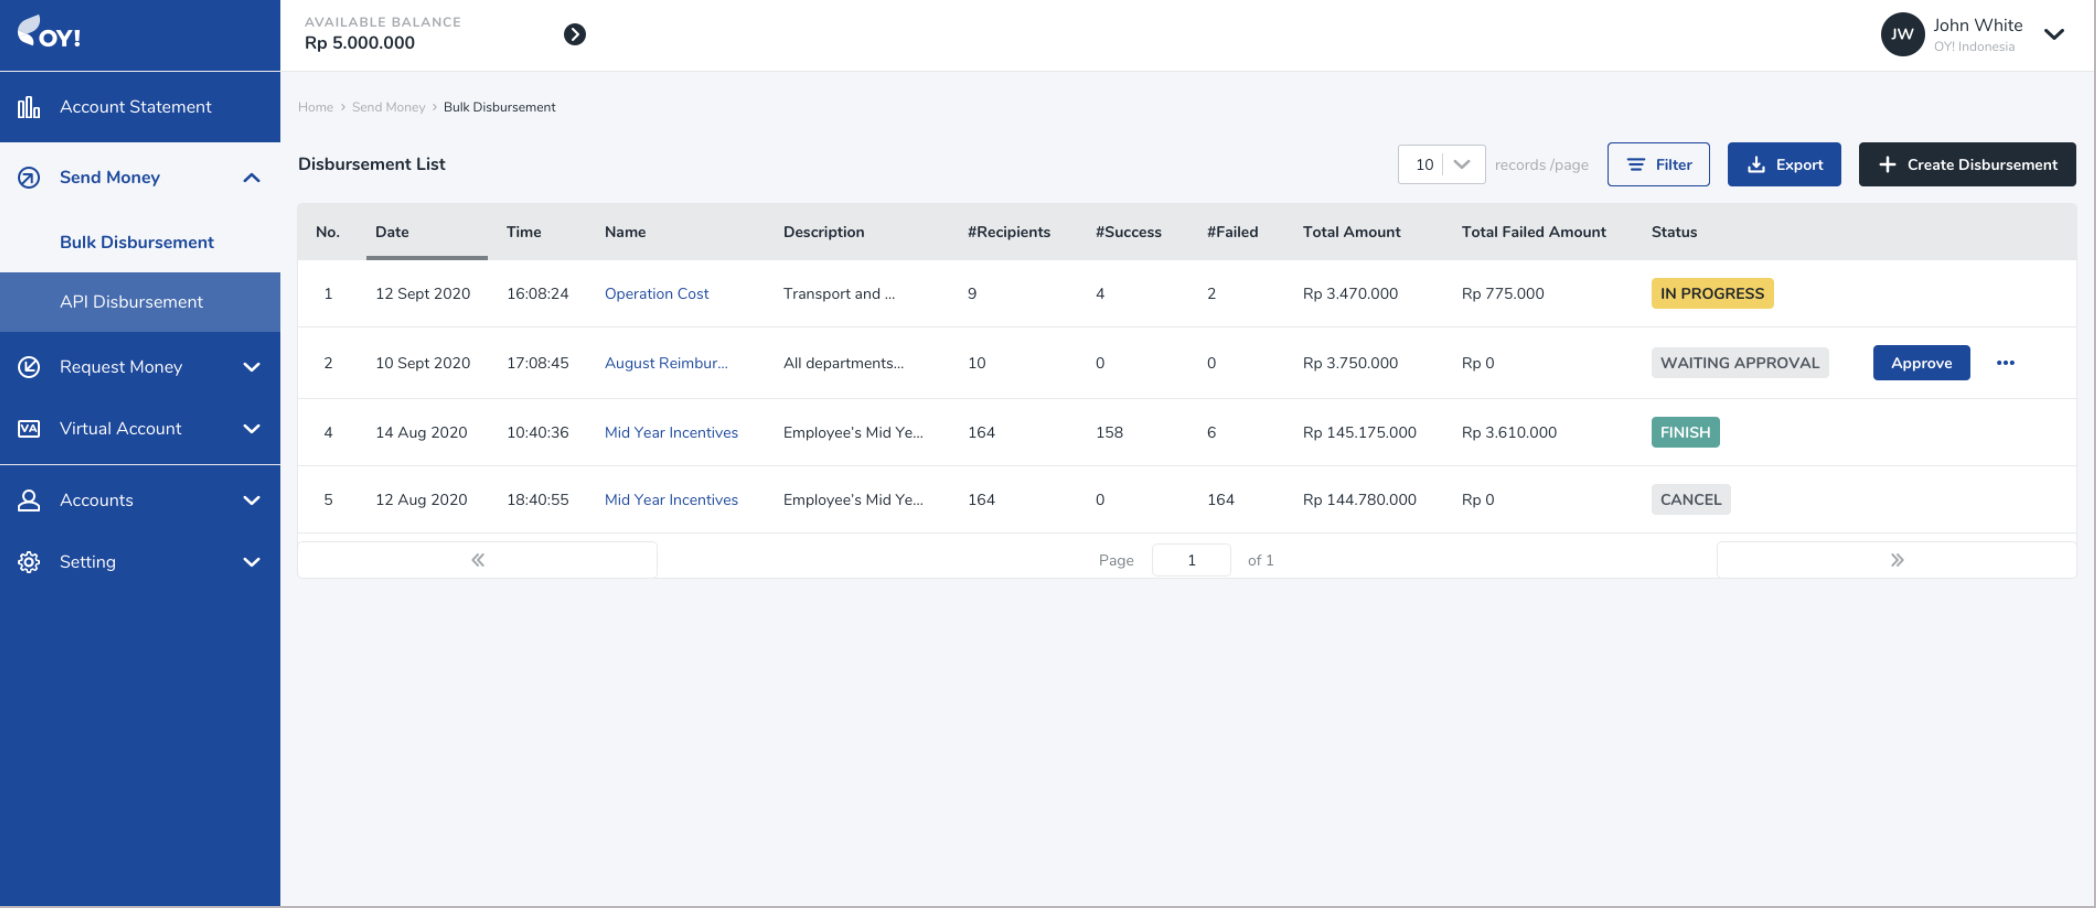 OY!
AVAILABLE BALANCE
Rp 5.000.000
JW
John White
OY! Indonesia
Account Statement
Send Money
Bulk Disbursement
API Disbursement
Request Money
VA
Virtual Account
Accounts
Setting
Home > Send Money > Bulk Disbursement
Disbursement List
10 records /page Filter Export + Create Disbursement
No. Date Time Name Description #Recipients #Success #Failed Total Amount Total Failed Amount Status
1 12 Sept 2020 16:08:24 Operation Cost Transport and ... 9 4 2 Rp 3.470.000 Rp 775.000 IN PROGRESS
2 10 Sept 2020 17:08:45 August Reimbur... All departments... 10 0 0 Rp 3.750.000 Rp 0 WAITING APPROVAL Approve •••
4 14 Aug 2020 10:40:36 Mid Year Incentives Employee’s Mid Ye... 164 158 6 Rp 145.175.000 Rp 3.610.000 FINISH
5 12 Aug 2020 18:40:55 Mid Year Incentives Employee’s Mid Ye... 164 0 164 Rp 144.780.000 Rp 0 CANCEL
« Page 1 of 1 »